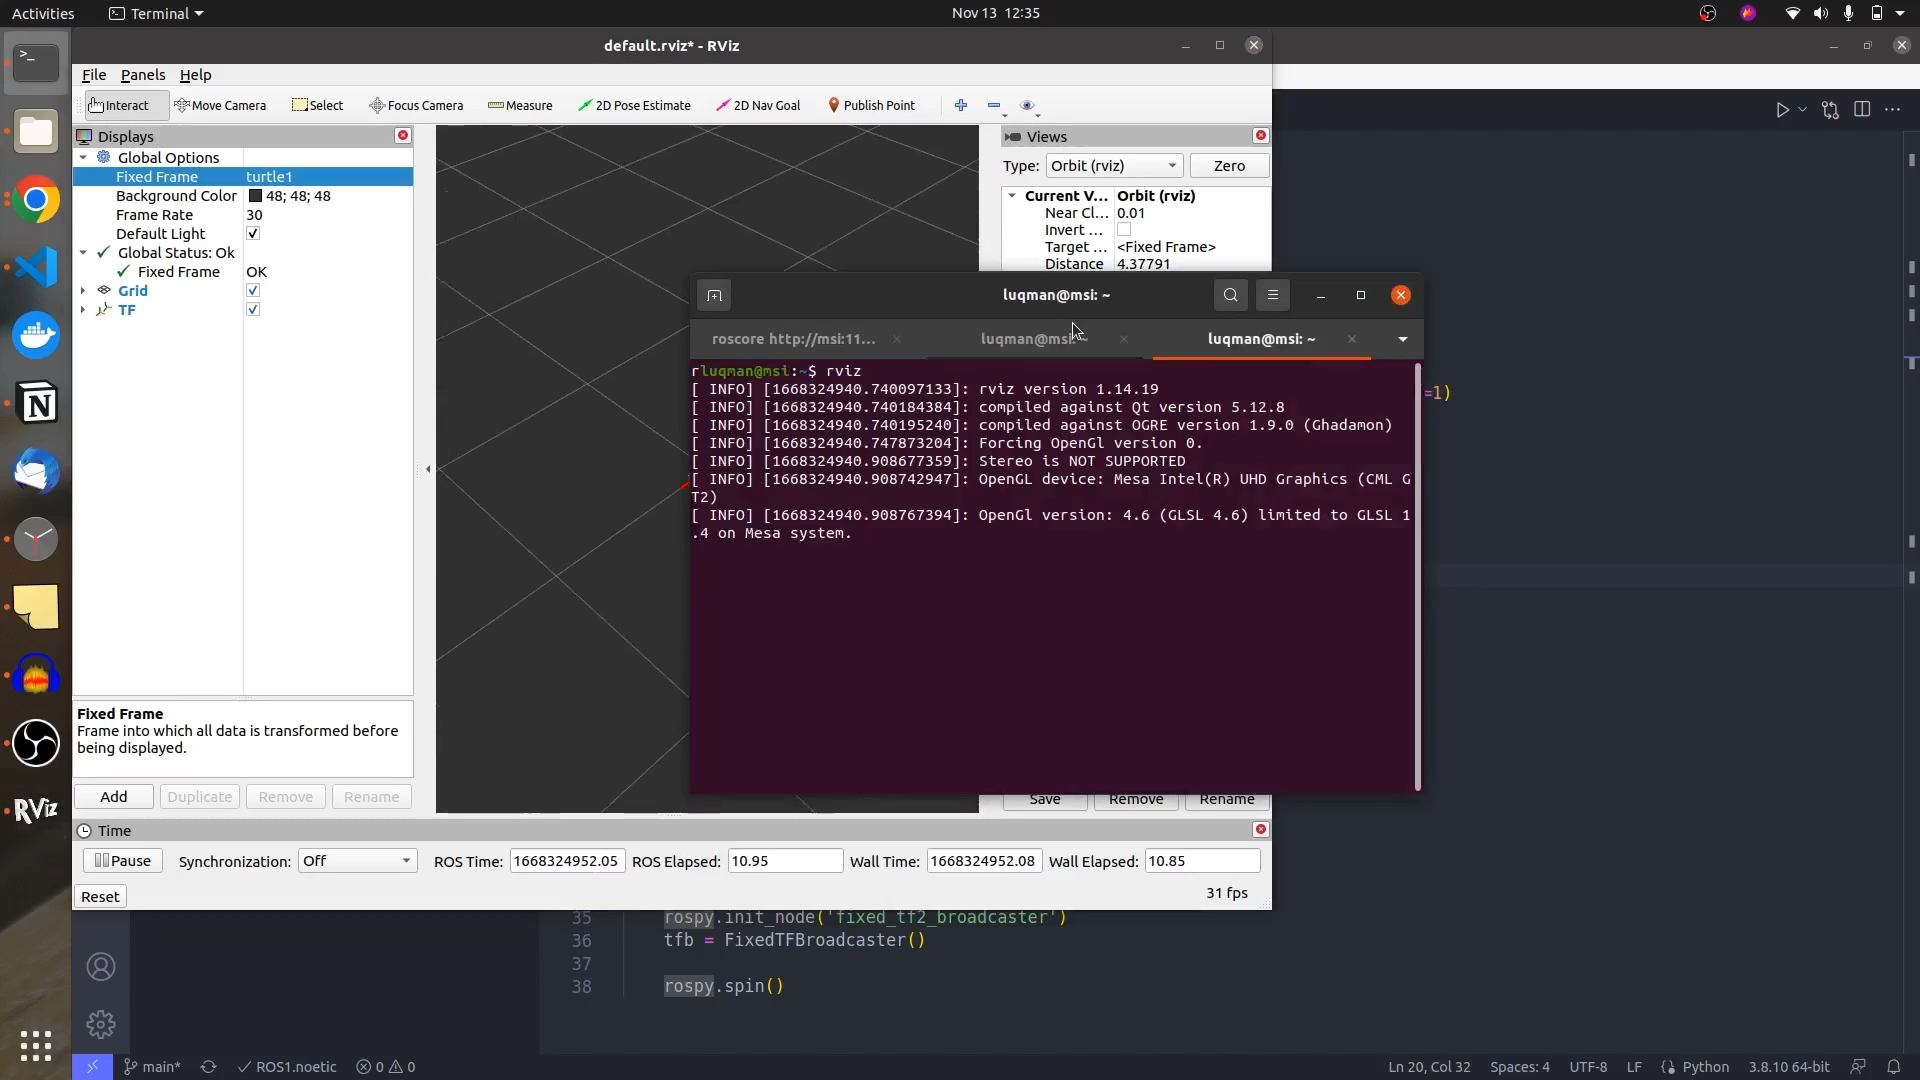 Activities
Terminal
Nov 13 12:35
default.rviz* - RViz
File Panels Help
Interact Move Camera Select Focus Camera Measure 2D Pose Estimate 2D Nav Goal Publish Point
Displays
Global Options
Fixed Frame turtle1
Background Color 48; 48; 48
Frame Rate 30
Default Light
Global Status: Ok
Fixed Frame OK
Grid
TF
Fixed Frame
Frame into which all data is transformed before
being displayed.
Add Duplicate Remove Rename
Views
Type: Orbit (rviz) Zero
Current V... Orbit (rviz)
Near Cl... 0.01
Invert ...
Target ... <Fixed Frame>
Distance 4.37791
Save Remove Rename
luqman@msi: ~
roscore http://msi:11... luqman@msi: ~ luqman@msi: ~
rluqman@msi:~$ rviz
[ INFO] [1668324940.740097133]: rviz version 1.14.19
[ INFO] [1668324940.740184384]: compiled against Qt version 5.12.8
[ INFO] [1668324940.740195240]: compiled against OGRE version 1.9.0 (Ghadamon)
[ INFO] [1668324940.747873204]: Forcing OpenGl version 0.
[ INFO] [1668324940.908677359]: Stereo is NOT SUPPORTED
[ INFO] [1668324940.908742947]: OpenGL device: Mesa Intel(R) UHD Graphics (CML G
T2)
[ INFO] [1668324940.908767394]: OpenGl version: 4.6 (GLSL 4.6) limited to GLSL 1
.4 on Mesa system.
=1)
Time
Pause Synchronization: Off ROS Time: 1668324952.05 ROS Elapsed: 10.95 Wall Time: 1668324952.08 Wall Elapsed: 10.85
Reset
31 fps
RViz
35 rospy.init_node('fixed_tf2_broadcaster')
36 tfb = FixedTFBroadcaster()
37
38 rospy.spin()
main* ROS1.noetic 0 0 Ln 20, Col 32 Spaces: 4 UTF-8 LF Python 3.8.10 64-bit